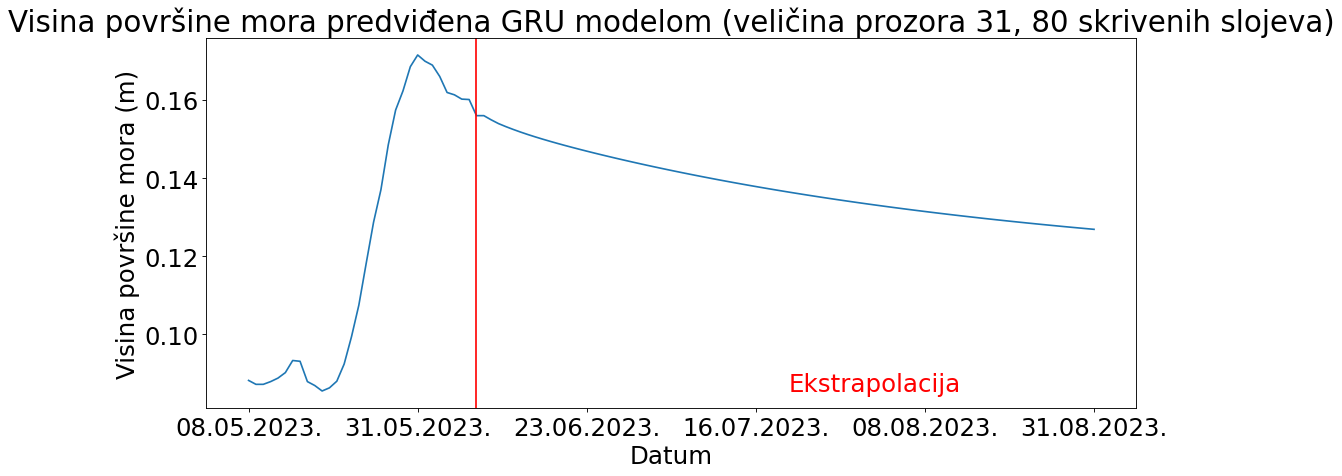 Visina površine mora predviđena GRU modelom (veličina prozora 31, 80 skrivenih slojeva)
Visina površine mora (m)
0.16
0.14
0.12
0.10
Ekstrapolacija
08.05.2023. 31.05.2023. 23.06.2023. 16.07.2023. 08.08.2023. 31.08.2023.
Datum